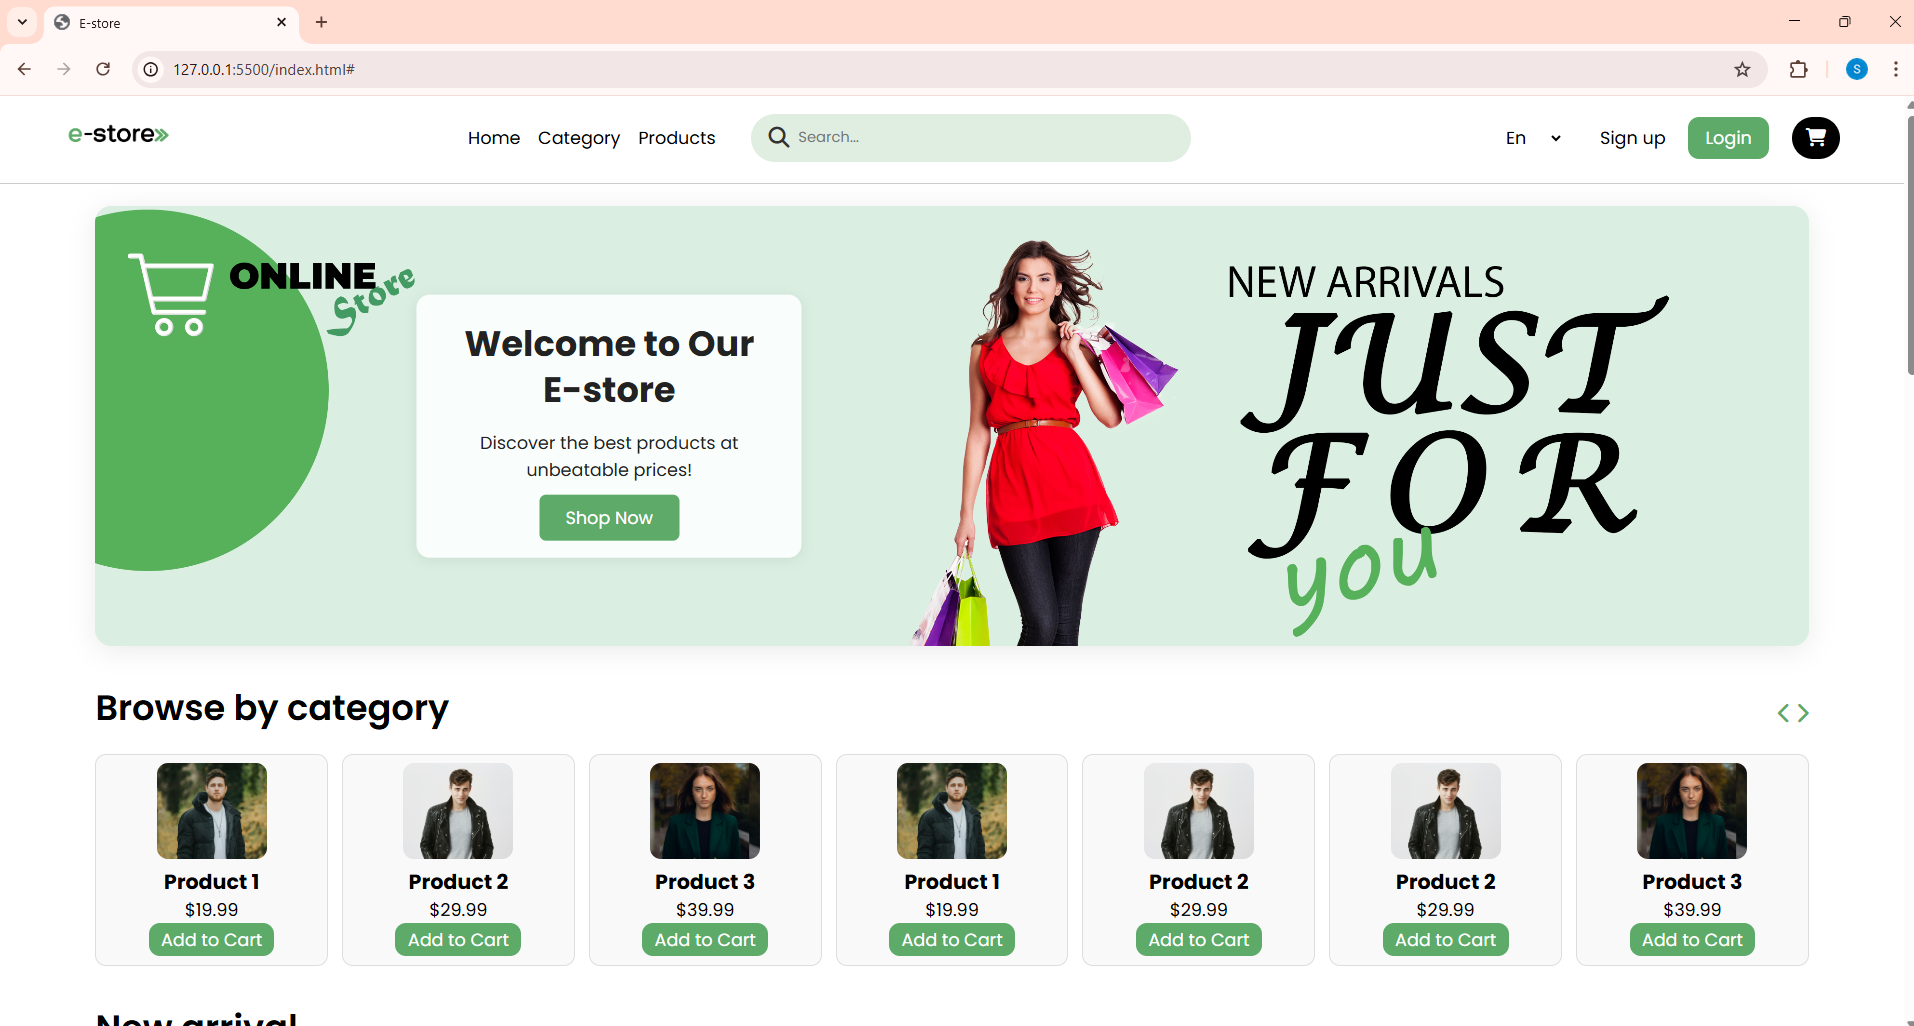 E-store
127.0.0.1:5500/index.html#
S
e-store
Home Category Products
Search...
En
Sign up
Login
ONLINE
Store
Welcome to Our
E-store
Discover the best products at
unbeatable prices!
Shop Now
NEW ARRIVALS
JUST
FOR
you
Browse by category
Product 1
$19.99
Add to Cart
Product 2
$29.99
Add to Cart
Product 3
$39.99
Add to Cart
Product 1
$19.99
Add to Cart
Product 2
$29.99
Add to Cart
Product 2
$29.99
Add to Cart
Product 3
$39.99
Add to Cart
New arrival